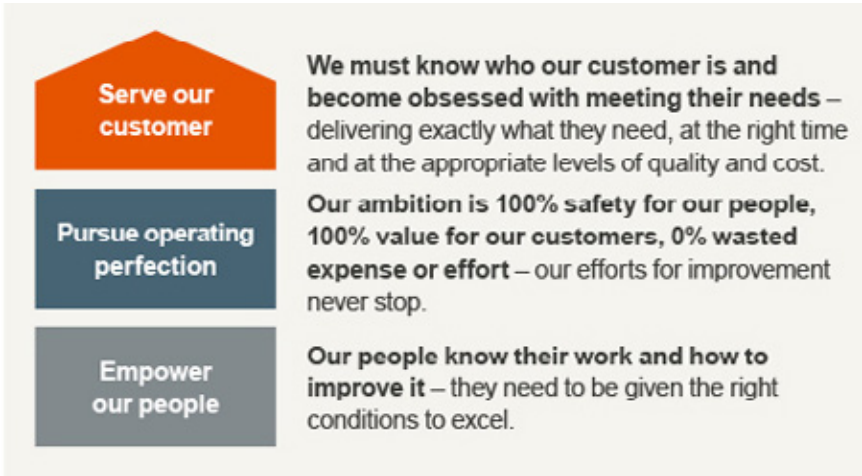 Serve our
customer
We must know who our customer is and
become obsessed with meeting their needs –
delivering exactly what they need, at the right time
and at the appropriate levels of quality and cost.
Pursue operating
perfection
Our ambition is 100% safety for our people,
100% value for our customers, 0% wasted
expense or effort – our efforts for improvement
never stop.
Empower
our people
Our people know their work and how to
improve it – they need to be given the right
conditions to excel.